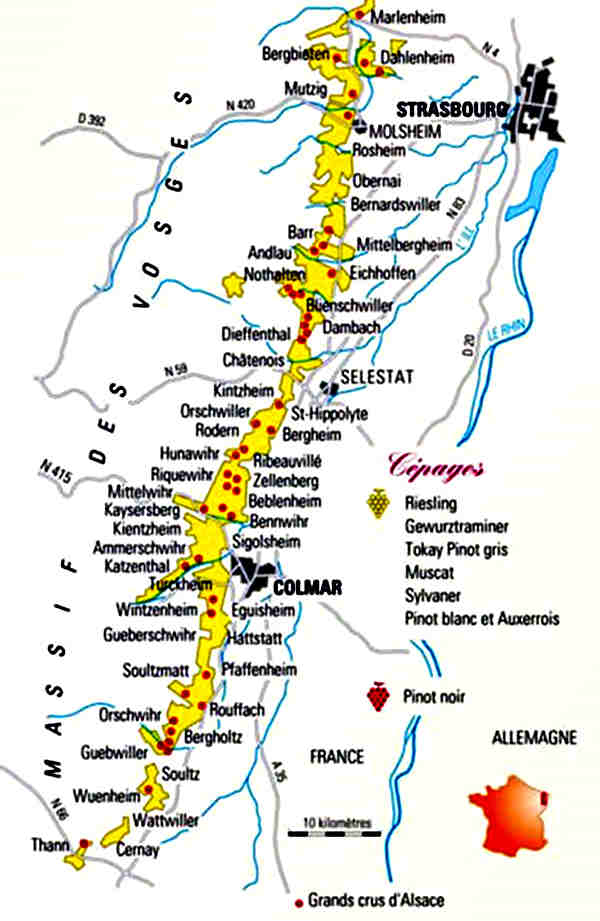 Marlenheim
N 4
Bergbieten
Dahlenheim
Mutzig
STRASBOURG
N 420
D 392
MOLSHEIM
Rosheim
Obernai
Bernardswiller
N 83
L'ILL
Barr
Mittelbergheim
Andlau
Eichhoffen
Nothalten
Blienschwiller
Dambach
Dieffenthal
LE RHIN
D 20
Châtenois
N 59
SELESTAT
Kintzheim
Orschwiller
St-Hippolyte
Rodern
Bergheim
Hunawihr
Ribeauvillé
N 415
Riquewihr
Zellenberg
Mittelwihr
Beblenheim
Kaysersberg
Bennwihr
Kientzheim
Sigolsheim
Ammerschwihr
Katzenthal
Turckheim
COLMAR
Wintzenheim
Eguisheim
Gueberschwihr
Hattstatt
Soultzmatt
Pfaffenheim
Orschwihr
Rouffach
Bergholtz
Guebwiller
Soultz
Wuenheim
Wattwiller
N 66
Thann
Cernay
A 35
MASSIF DES VOSGES
Cépages
Riesling
Gewurztraminer
Tokay Pinot gris
Muscat
Sylvaner
Pinot blanc et Auxerrois
Pinot noir
FRANCE
ALLEMAGNE
10 kilomètres
Grands crus d'Alsace